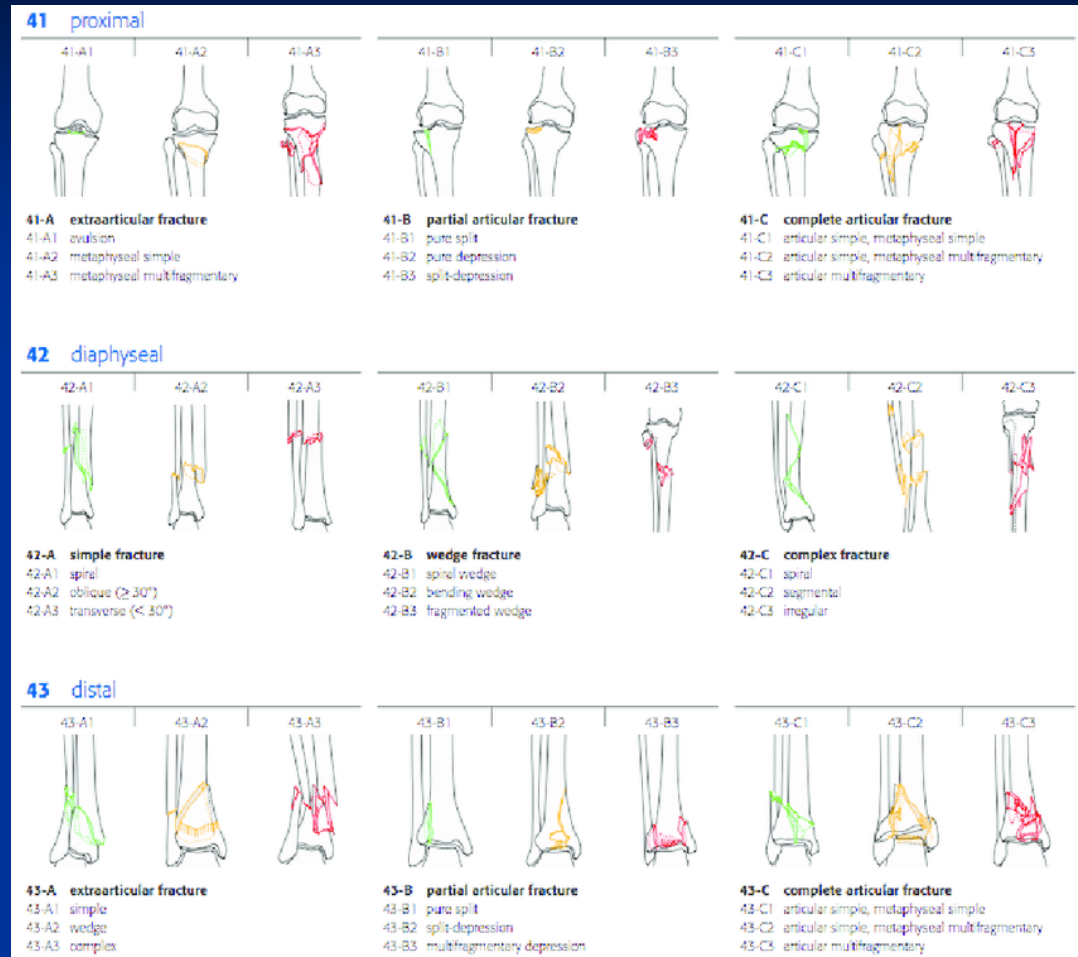 41 proximal
41-A1 41-A2 41-A3 41-B1 41-B2 41-B3 41-C1 41-C2 41-C3
41-A extraarticular fracture
41-A1 avulsion
41-A2 metaphyseal simple
41-A3 metaphyseal multifragmentary
41-B partial articular fracture
41-B1 pure split
41-B2 pure depression
41-B3 split-depression
41-C complete articular fracture
41-C1 articular simple, metaphyseal simple
41-C2 articular simple, metaphyseal multifragmentary
41-C3 articular multifragmentary
42 diaphyseal
42-A1 42-A2 42-A3 42-B1 42-B2 42-B3 42-C1 42-C2 42-C3
42-A simple fracture
42-A1 spiral
42-A2 oblique (≥ 30°)
42-A3 transverse (< 30°)
42-B wedge fracture
42-B1 spiral wedge
42-B2 bending wedge
42-B3 fragmented wedge
42-C complex fracture
42-C1 spiral
42-C2 segmental
42-C3 irregular
43 distal
43-A1 43-A2 43-A3 43-B1 43-B2 43-B3 43-C1 43-C2 43-C3
43-A extraarticular fracture
43-A1 simple
43-A2 wedge
43-A3 complex
43-B partial articular fracture
43-B1 pure split
43-B2 split-depression
43-B3 multifragmentary depression
43-C complete articular fracture
43-C1 articular simple, metaphyseal simple
43-C2 articular simple, metaphyseal multifragmentary
43-C3 articular multifragmentary